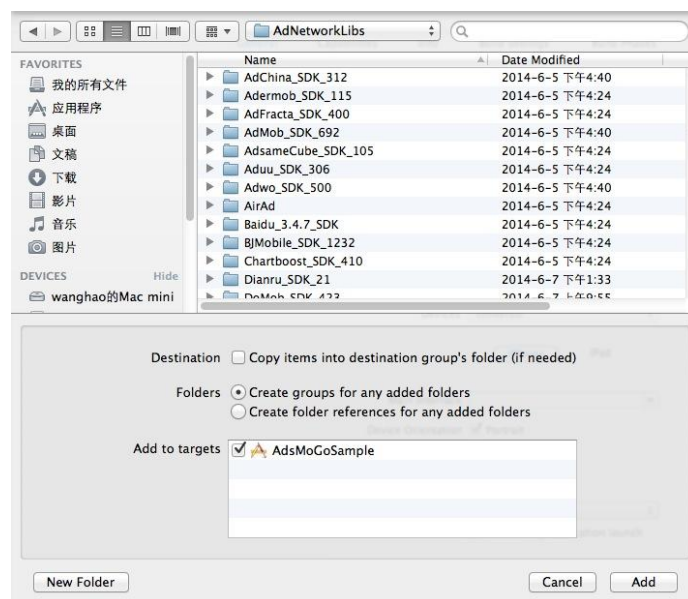 AdNetworkLibs
FAVORITES
我的所有文件
应用程序
桌面
文稿
下载
影片
音乐
图片
DEVICES Hide
wanghao的Mac mini
Name Date Modified
AdChina_SDK_312 2014-6-5 下午4:40
Adermob_SDK_115 2014-6-5 下午4:24
AdFracta_SDK_400 2014-6-5 下午4:24
AdMob_SDK_692 2014-6-5 下午4:40
AdsameCube_SDK_105 2014-6-5 下午4:24
Aduu_SDK_306 2014-6-5 下午4:24
Adwo_SDK_500 2014-6-5 下午4:40
AirAd 2014-6-5 下午4:24
Baidu_3.4.7_SDK 2014-6-5 下午4:24
BJMobile_SDK_1232 2014-6-5 下午4:24
Chartboost_SDK_410 2014-6-5 下午4:24
Dianru_SDK_21 2014-6-7 下午1:33
DoMob_SDK_423 2014-6-7 上午9:55
Destination Copy items into destination group's folder (if needed)
Folders Create groups for any added folders
Create folder references for any added folders
Add to targets AdsMoGoSample
New Folder Cancel Add